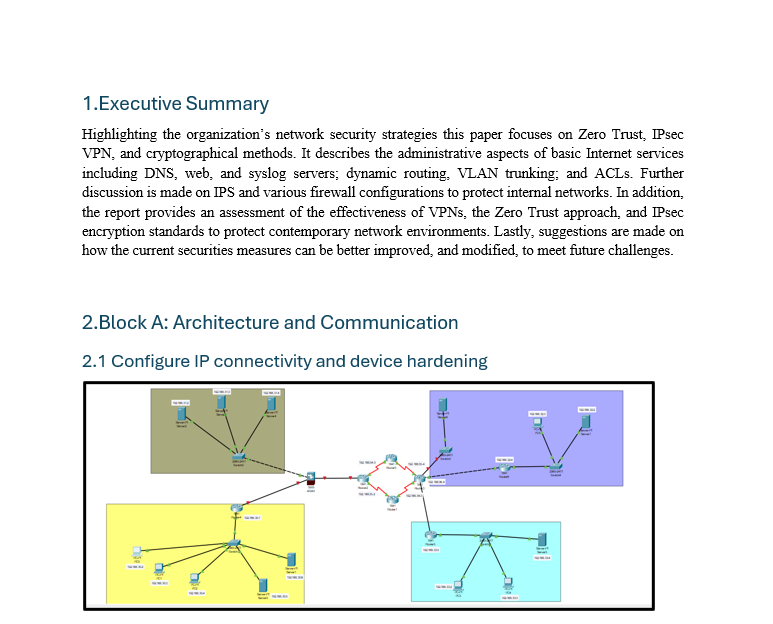 1.Executive Summary
Highlighting the organization's network security strategies this paper focuses on Zero Trust, IPsec
VPN, and cryptographical methods. It describes the administrative aspects of basic Internet services
including DNS, web, and syslog servers; dynamic routing, VLAN trunking; and ACLs. Further
discussion is made on IPS and various firewall configurations to protect internal networks. In addition,
the report provides an assessment of the effectiveness of VPNs, the Zero Trust approach, and IPsec
encryption standards to protect contemporary network environments. Lastly, suggestions are made on
how the current securities measures can be better improved, and modified, to meet future challenges.
2.Block A: Architecture and Communication
2.1 Configure IP connectivity and device hardening